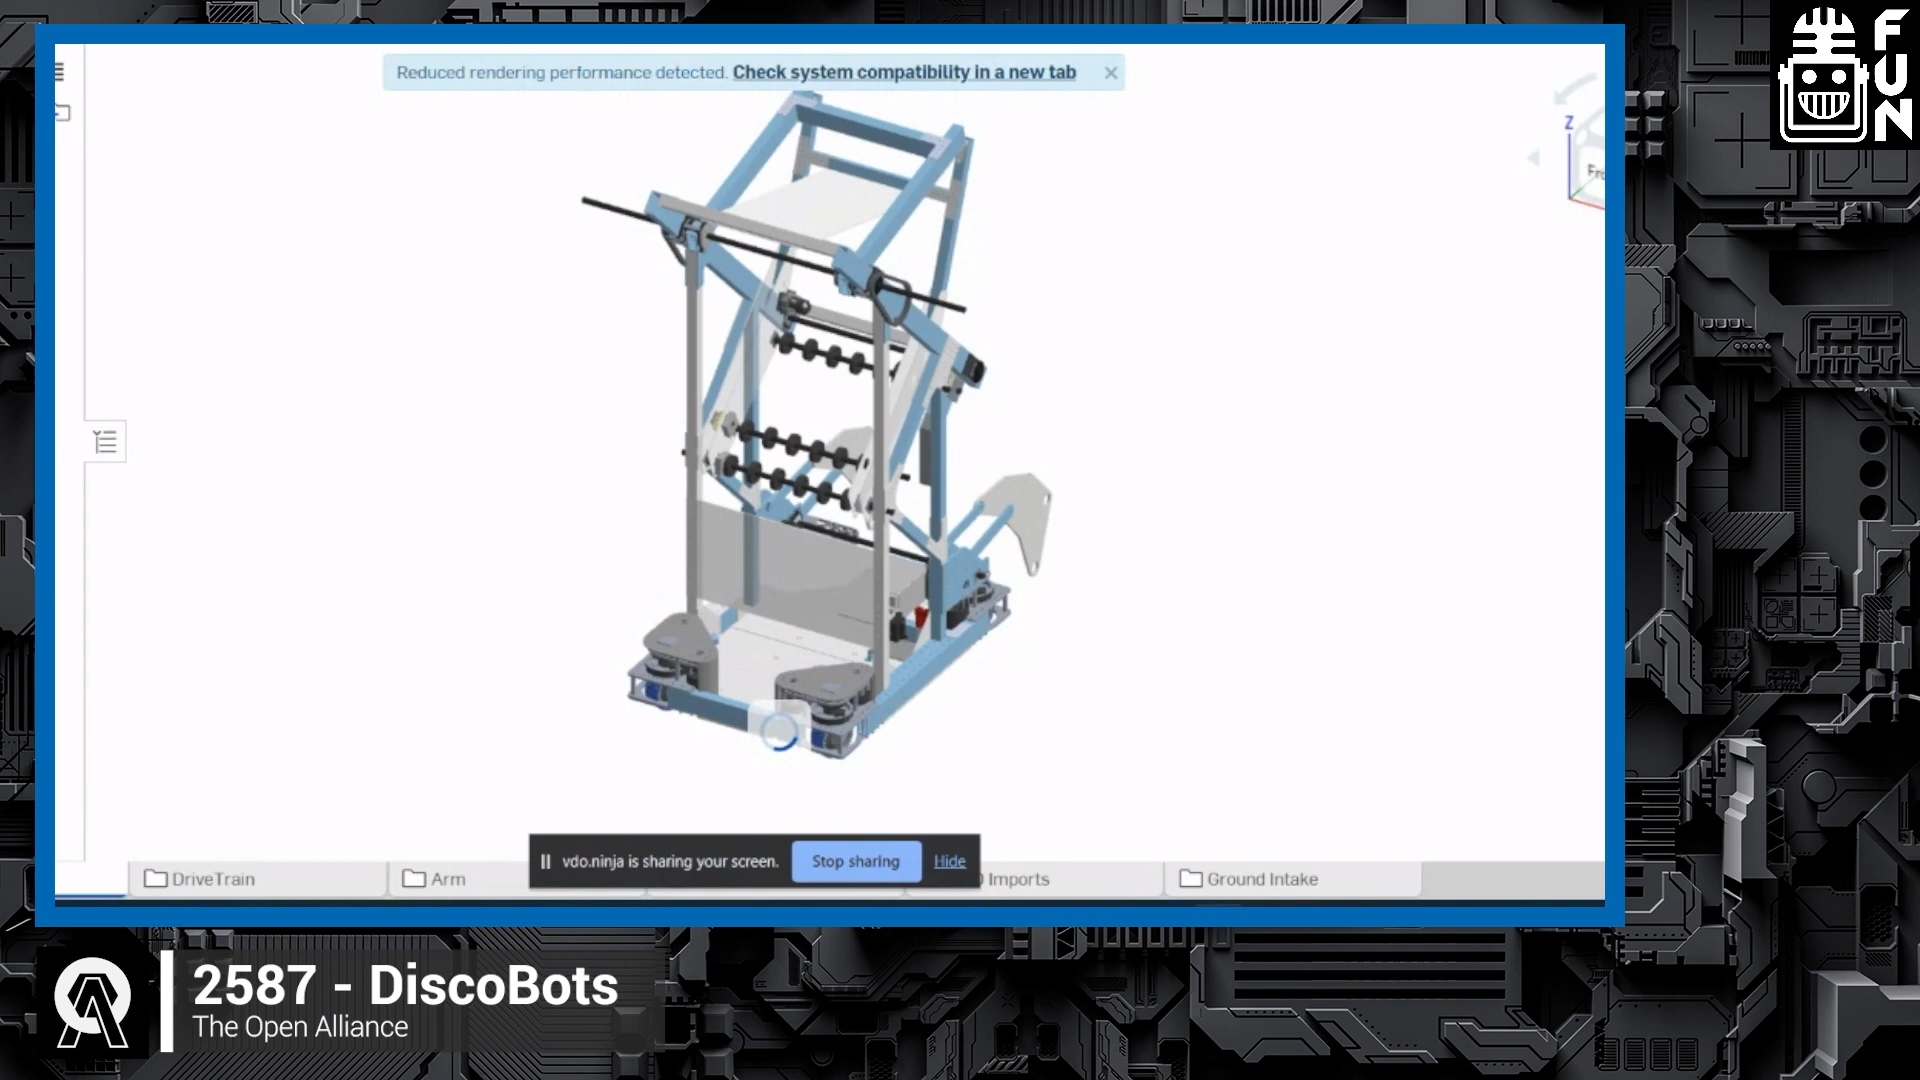 Reduced rendering performance detected. Check system compatibility in a new tab
FUN
Z
vdo.ninja is sharing your screen. Stop sharing Hide
DriveTrain
Arm
Imports
Ground Intake
2587 - DiscoBots
The Open Alliance